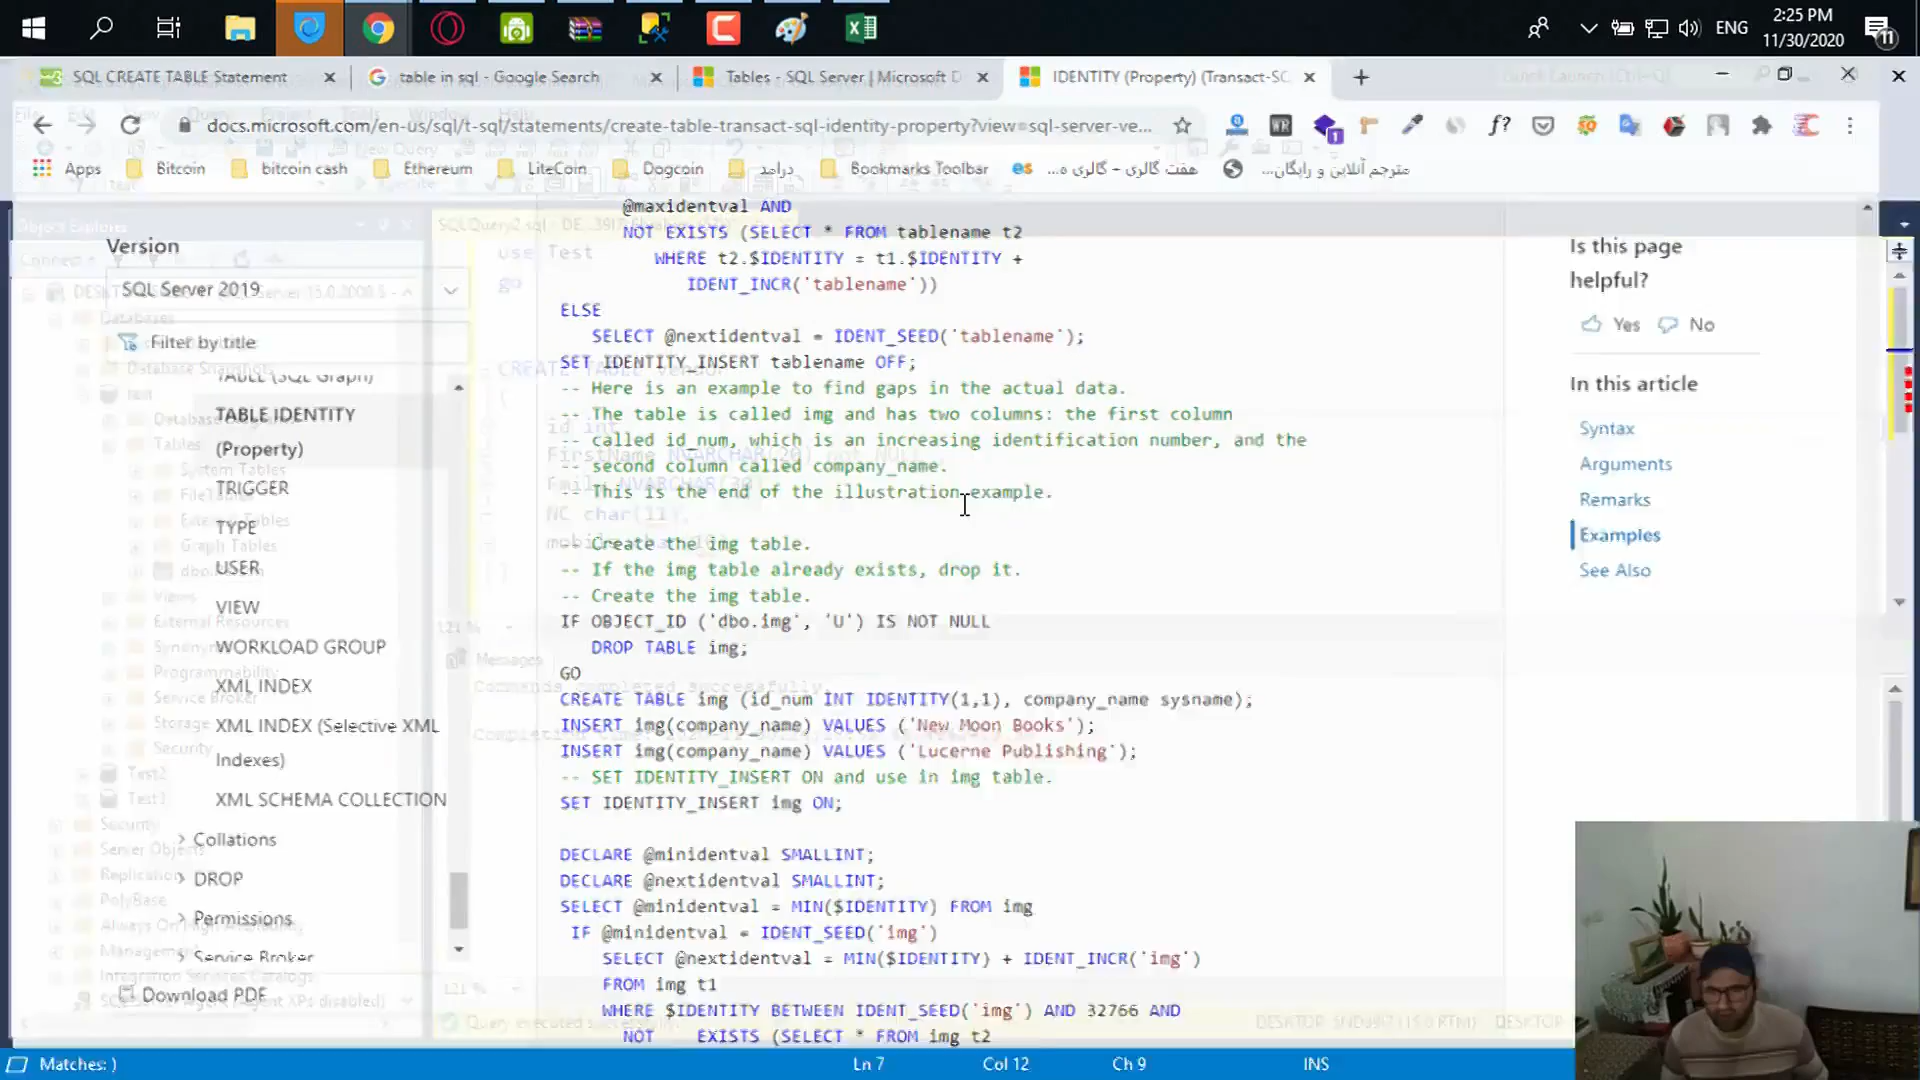 ENG
2:25 PM
11/30/2020
11
SQL CREATE TABLE Statement
table in sql - Google Search
Tables - SQL Server | Microsoft D
IDENTITY (Property) (Transact-SC
docs.microsoft.com/en-us/sql/t-sql/statements/create-table-transact-sql-identity-property?view=sql-server-ve...
Apps
Bitcoin
bitcoin cash
Ethereum
LiteCoin
Dogcoin
درامد
Bookmarks Toolbar
هفت گالری – گالری ه...
مترجم آنلاین و رایگان...
Version
SQL Server 2019
Filter by title
TABLE (SQL Graph)
TABLE IDENTITY
(Property)
TRIGGER
TYPE
USER
VIEW
WORKLOAD GROUP
XML INDEX
XML INDEX (Selective XML
Indexes)
XML SCHEMA COLLECTION
Collations
DROP
Permissions
Service Broker
Download PDF
@maxidentval AND
NOT EXISTS (SELECT * FROM tablename t2
WHERE t2.$IDENTITY = t1.$IDENTITY +
IDENT_INCR('tablename'))
ELSE
SELECT @nextidentval = IDENT_SEED('tablename');
SET IDENTITY_INSERT tablename OFF;
-- Here is an example to find gaps in the actual data.
-- The table is called img and has two columns: the first column
-- called id_num, which is an increasing identification number, and the
-- second column called company_name.
-- This is the end of the illustration example.
-- Create the img table.
-- If the img table already exists, drop it.
-- Create the img table.
IF OBJECT_ID ('dbo.img', 'U') IS NOT NULL
DROP TABLE img;
GO
CREATE TABLE img (id_num INT IDENTITY(1,1), company_name sysname);
INSERT img(company_name) VALUES ('New Moon Books');
INSERT img(company_name) VALUES ('Lucerne Publishing');
-- SET IDENTITY_INSERT ON and use in img table.
SET IDENTITY_INSERT img ON;
DECLARE @minidentval SMALLINT;
DECLARE @nextidentval SMALLINT;
SELECT @minidentval = MIN($IDENTITY) FROM img
IF @minidentval = IDENT_SEED('img')
SELECT @nextidentval = MIN($IDENTITY) + IDENT_INCR('img')
FROM img t1
WHERE $IDENTITY BETWEEN IDENT_SEED('img') AND 32766 AND
NOT EXISTS (SELECT * FROM img t2
Is this page
helpful?
Yes
No
In this article
Syntax
Arguments
Remarks
Examples
See Also
Matches: )
Ln 7
Col 12
Ch 9
INS